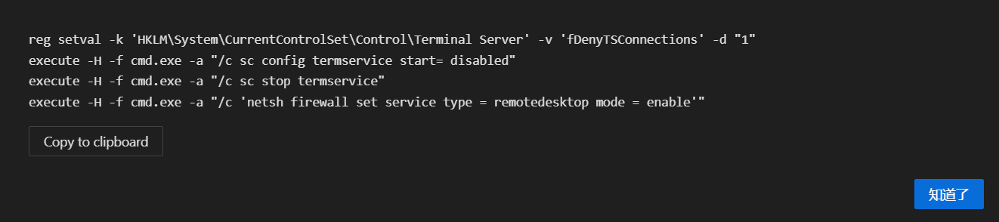 reg setval -k 'HKLM\System\CurrentControlSet\Control\Terminal Server' -v 'fDenyTSConnections' -d "1"
execute -H -f cmd.exe -a "/c sc config termservice start= disabled"
execute -H -f cmd.exe -a "/c sc stop termservice"
execute -H -f cmd.exe -a "/c 'netsh firewall set service type = remotedesktop mode = enable'"
Copy to clipboard
知道了